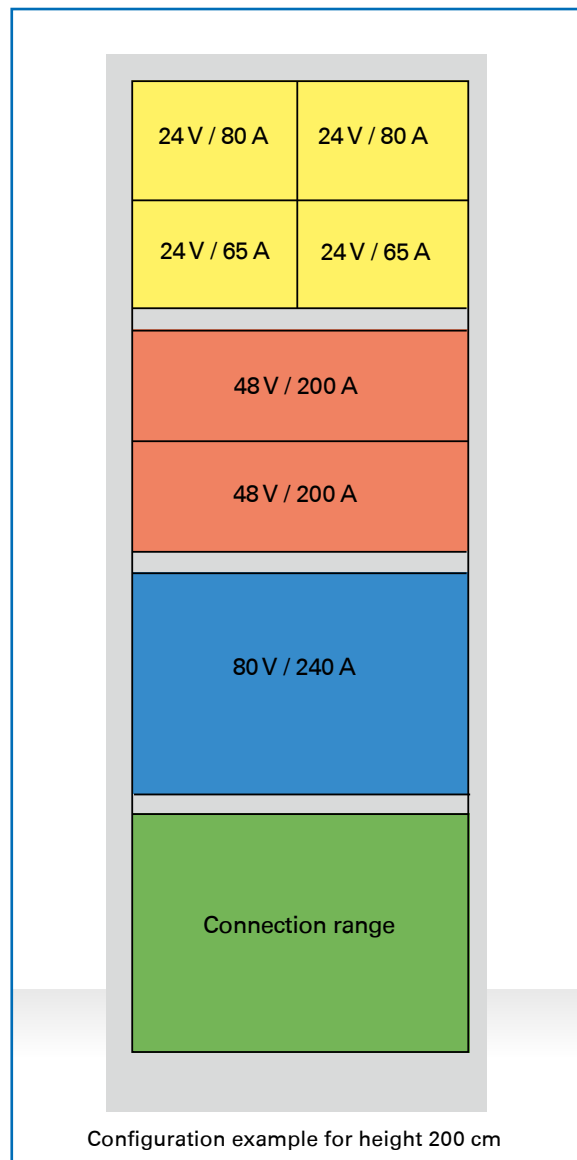 24 V / 80 A 24 V / 80 A
24 V / 65 A 24 V / 65 A
48 V / 200 A
48 V / 200 A
80 V / 240 A
Connection range
Configuration example for height 200 cm